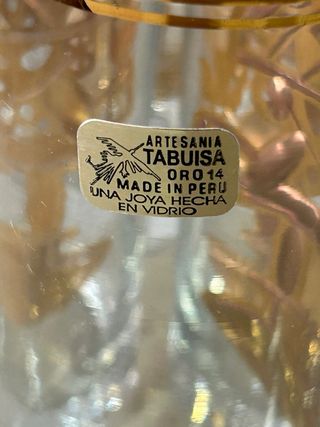 ARTESANIA
TABUISA
ORO 14
MADE IN PERU
UNA JOYA HECHA
EN VIDRIO